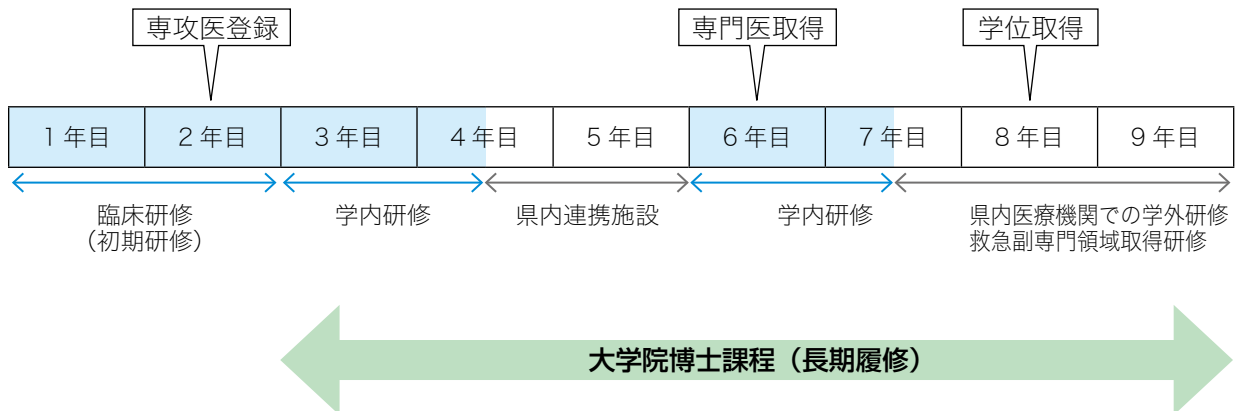 専攻医登録
専門医取得
学位取得
1年目
2年目
3年目
4年目
5年目
6年目
7年目
8年目
9年目
臨床研修
（初期研修）
学内研修
県内連携施設
学内研修
県内医療機関での学外研修
救急副専門領域取得研修
大学院博士課程（長期履修）